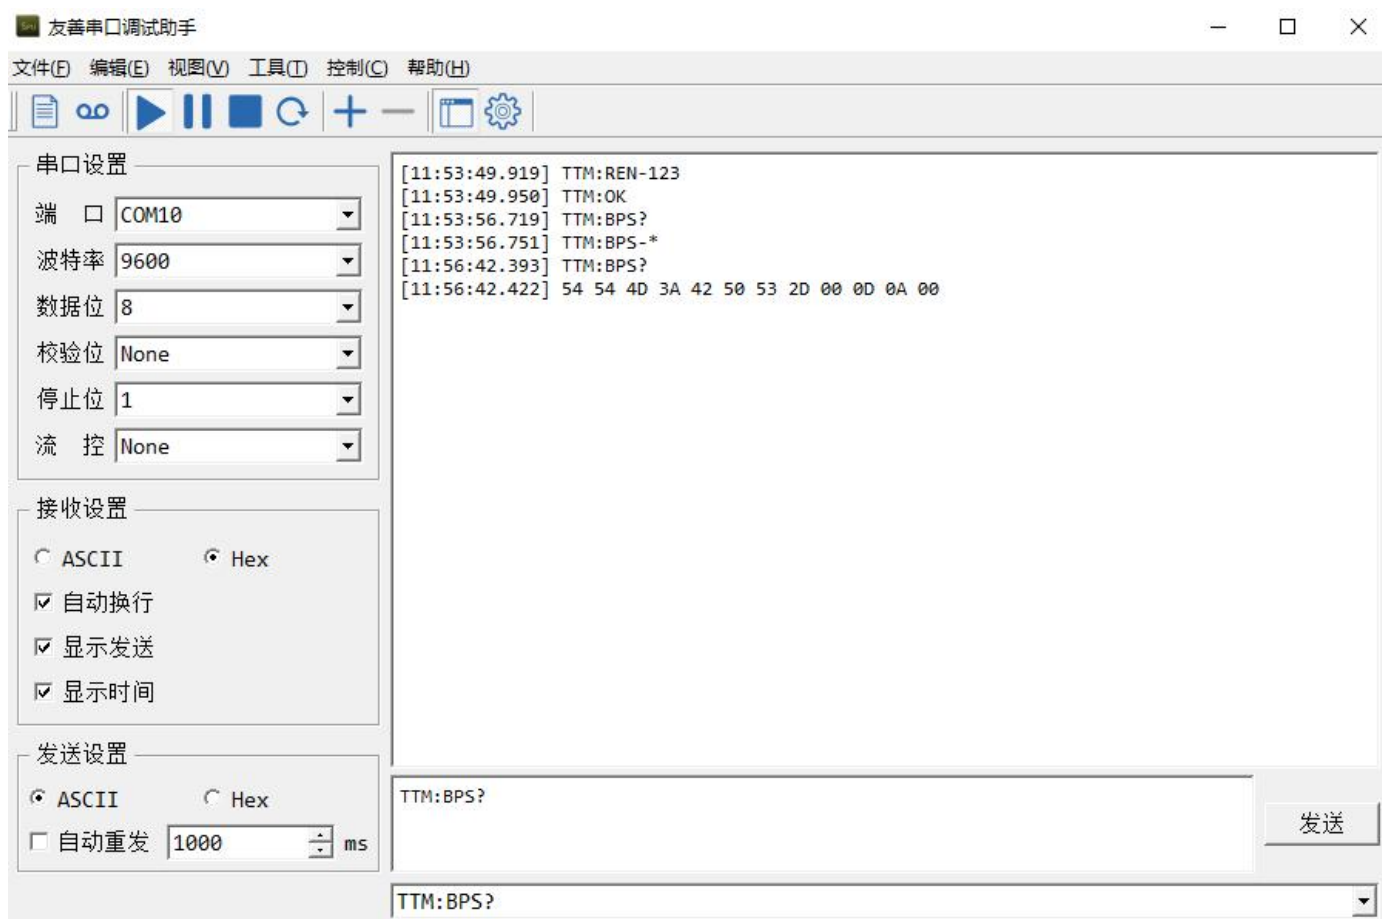 友善串口调试助手
文件(F) 编辑(E) 视图(V) 工具(T) 控制(C) 帮助(H)
串口设置
端 口 COM10
波特率 9600
数据位 8
校验位 None
停止位 1
流 控 None
接收设置
ASCII Hex
自动换行
显示发送
显示时间
发送设置
ASCII Hex
自动重发 1000 ms
[11:53:49.919] TTM:REN-123
[11:53:49.950] TTM:OK
[11:53:56.719] TTM:BPS?
[11:53:56.751] TTM:BPS-*
[11:56:42.393] TTM:BPS?
[11:56:42.422] 54 54 4D 3A 42 50 53 2D 00 0D 0A 00
TTM:BPS?
发送
TTM:BPS?